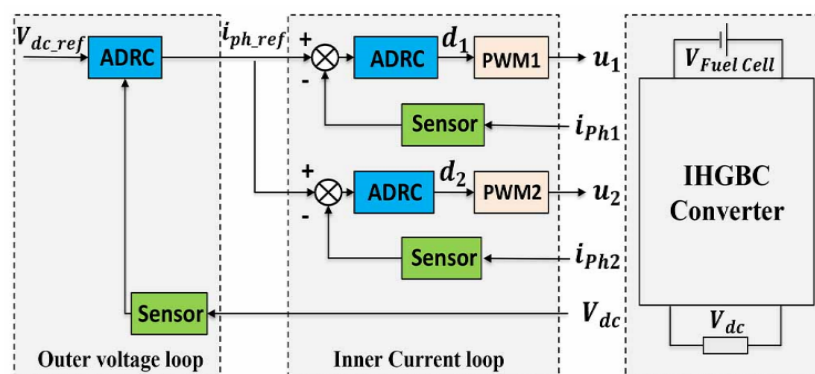 V_dc_ref
ADRC
i_ph_ref
+
-
ADRC
d_1
PWM1
u_1
Sensor
i_Ph1
+
-
ADRC
d_2
PWM2
u_2
Sensor
i_Ph2
Sensor
V_dc
Outer voltage loop
Inner Current loop
V_Fuel Cell
IHGBC
Converter
V_dc